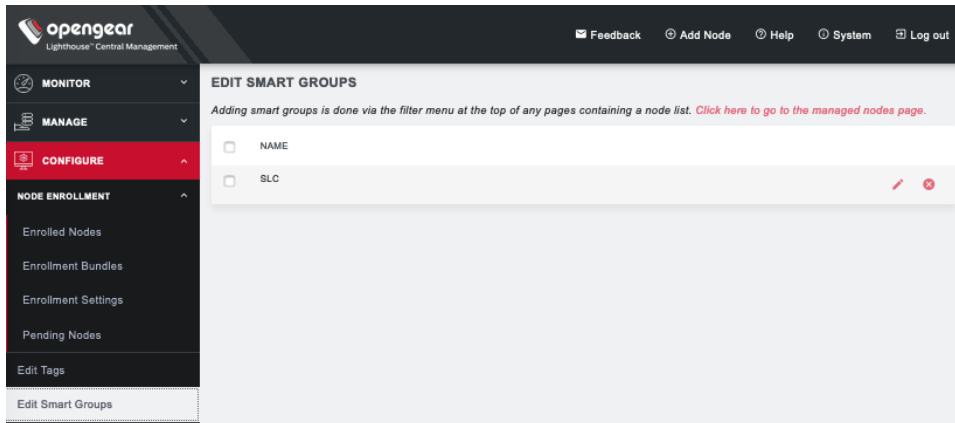 opengear
Lighthouse™ Central Management
Feedback
Add Node
Help
System
Log out
MONITOR
MANAGE
CONFIGURE
NODE ENROLLMENT
Enrolled Nodes
Enrollment Bundles
Enrollment Settings
Pending Nodes
Edit Tags
Edit Smart Groups
EDIT SMART GROUPS
Adding smart groups is done via the filter menu at the top of any pages containing a node list. Click here to go to the managed nodes page.
NAME
SLC